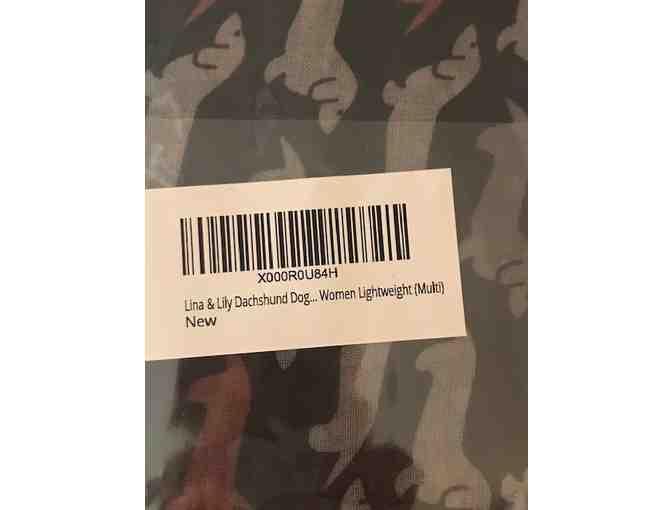 X000R0U84H
Lina & Lily Dachshund Dog... Women Lightweight (Multi)
New